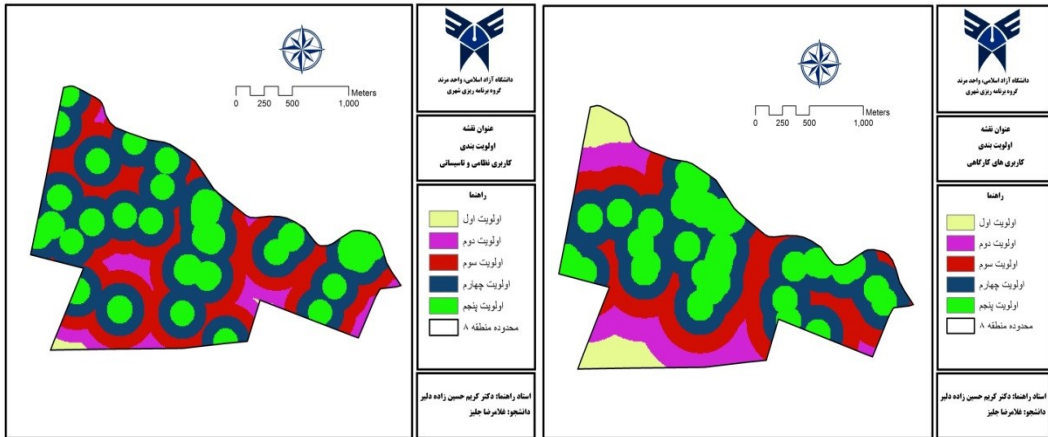 دانشگاه آزاد اسلامی، واحد مرند
گروه برنامه ریزی شهری
Meters
0 250 500 1,000
عنوان نقشه
اولویت بندی
کاربری نظامی و تاسیساتی
راهنما
اولویت اول
اولویت دوم
اولویت سوم
اولویت چهارم
اولویت پنجم
محدوده منطقه ۸
استاد راهنما: دکتر کریم حسین زاده دلیر
دانشجو: غلامرضا جلیز
دانشگاه آزاد اسلامی، واحد مرند
گروه برنامه ریزی شهری
Meters
0 250 500 1,000
عنوان نقشه
اولویت بندی
کاربری های کارگاهی
راهنما
اولویت اول
اولویت دوم
اولویت سوم
اولویت چهارم
اولویت پنجم
محدوده منطقه ۸
استاد راهنما: دکتر کریم حسین زاده دلیر
دانشجو: غلامرضا جلیز